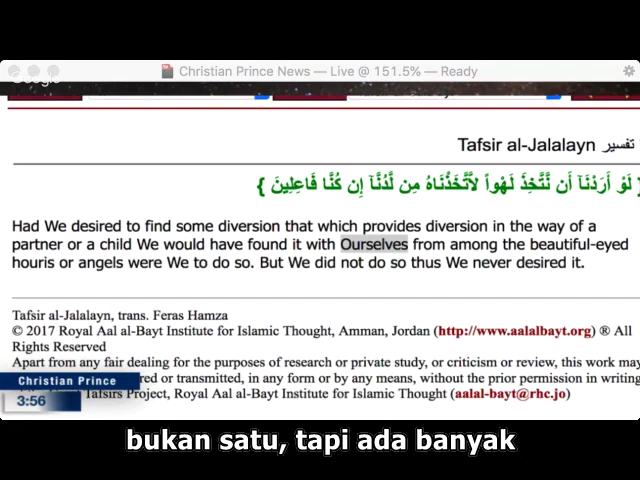 Google
Christian Prince News — Live @ 151.5% — Ready
Tafsir al-Jalalayn تفسير
{ لَوْ أَرَدْنَآ أَن نَّتَّخِذَ لَهْواً لاَّتَّخَذْنَاهُ مِن لَّدُنَّآ إِن كُنَّا فَاعِلِينَ }
Had We desired to find some diversion that which provides diversion in the way of a
partner or a child We would have found it with Ourselves from among the beautiful-eyed
houris or angels were We to do so. But We did not do so thus We never desired it.
Tafsir al-Jalalayn, trans. Feras Hamza
© 2017 Royal Aal al-Bayt Institute for Islamic Thought, Amman, Jordan (http://www.aalalbayt.org) ® All
Rights Reserved
Apart from any fair dealing for the purposes of research or private study, or criticism or review, this work may
Christian Prince
red or transmitted, in any form or by any means, without the prior permission in writing
3:56
Tafsirs Project, Royal Aal al-Bayt Institute for Islamic Thought (aalal-bayt@rhc.jo)
bukan satu, tapi ada banyak